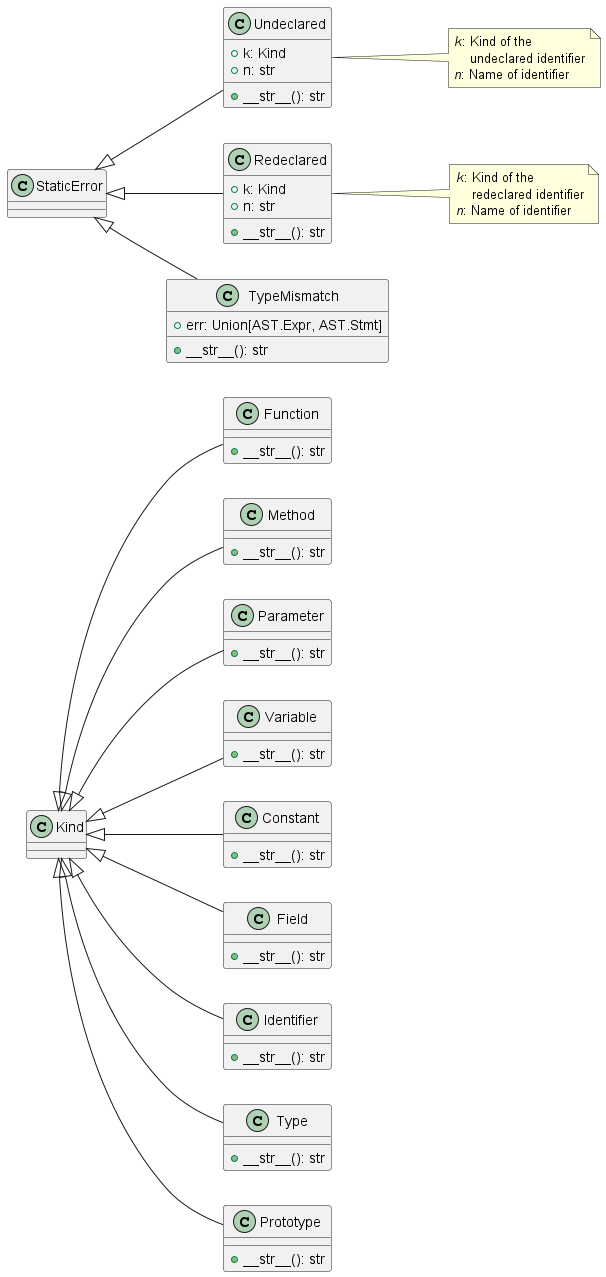 C Undeclared
k: Kind
n: str
__str__(): str
k: Kind of the
undeclared identifier
n: Name of identifier
C Redeclared
k: Kind
n: str
__str__(): str
k: Kind of the
redeclared identifier
n: Name of identifier
C StaticError
C TypeMismatch
err: Union[AST.Expr, AST.Stmt]
__str__(): str
C Function
__str__(): str
C Method
__str__(): str
C Parameter
__str__(): str
C Variable
__str__(): str
C Kind
C Constant
__str__(): str
C Field
__str__(): str
C Identifier
__str__(): str
C Type
__str__(): str
C Prototype
__str__(): str